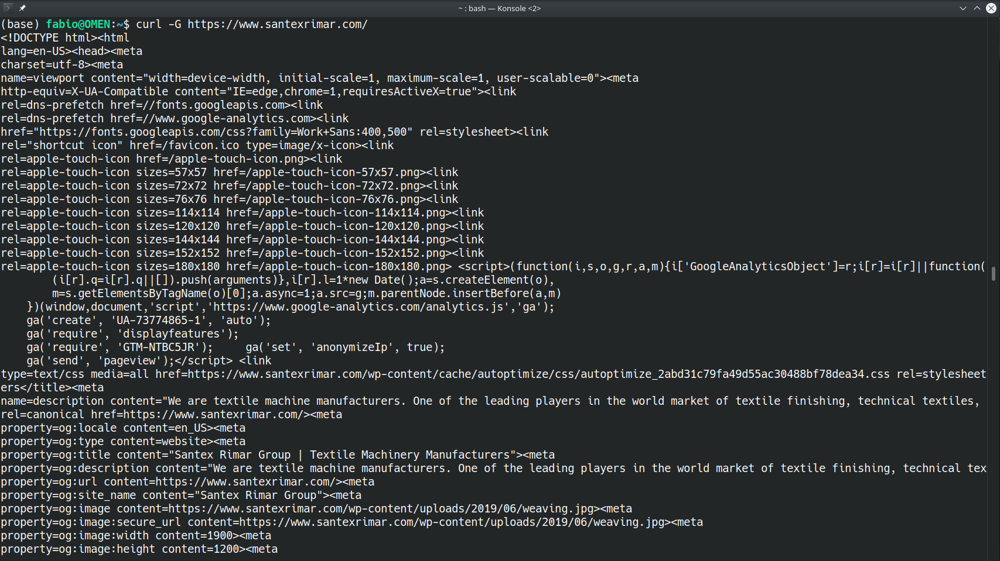 ~ : bash — Konsole <2>
(base) fabio@OMEN:~$ curl -G https://www.santexrimar.com/
<!DOCTYPE html><html
lang=en-US><head><meta
charset=utf-8><meta
name=viewport content="width=device-width, initial-scale=1, maximum-scale=1, user-scalable=0"><meta
http-equiv=X-UA-Compatible content="IE=edge,chrome=1,requiresActiveX=true"><link
rel=dns-prefetch href=//fonts.googleapis.com><link
rel=dns-prefetch href=//www.google-analytics.com><link
href="https://fonts.googleapis.com/css?family=Work+Sans:400,500" rel=stylesheet><link
rel="shortcut icon" href=/favicon.ico type=image/x-icon><link
rel=apple-touch-icon href=/apple-touch-icon.png><link
rel=apple-touch-icon sizes=57x57 href=/apple-touch-icon-57x57.png><link
rel=apple-touch-icon sizes=72x72 href=/apple-touch-icon-72x72.png><link
rel=apple-touch-icon sizes=76x76 href=/apple-touch-icon-76x76.png><link
rel=apple-touch-icon sizes=114x114 href=/apple-touch-icon-114x114.png><link
rel=apple-touch-icon sizes=120x120 href=/apple-touch-icon-120x120.png><link
rel=apple-touch-icon sizes=144x144 href=/apple-touch-icon-144x144.png><link
rel=apple-touch-icon sizes=152x152 href=/apple-touch-icon-152x152.png><link
rel=apple-touch-icon sizes=180x180 href=/apple-touch-icon-180x180.png> <script>(function(i,s,o,g,r,a,m){i['GoogleAnalyticsObject']=r;i[r]=i[r]||function(
        (i[r].q=i[r].q||[]).push(arguments)},i[r].l=1*new Date();a=s.createElement(o),
        m=s.getElementsByTagName(o)[0];a.async=1;a.src=g;m.parentNode.insertBefore(a,m)
    })(window,document,'script','https://www.google-analytics.com/analytics.js','ga');
    ga('create', 'UA-73774865-1', 'auto');
    ga('require', 'displayfeatures');
    ga('require', 'GTM-NTBC5JR');     ga('set', 'anonymizeIp', true);
    ga('send', 'pageview');</script> <link
type=text/css media=all href=https://www.santexrimar.com/wp-content/cache/autoptimize/css/autoptimize_2abd31c79fa49d55ac30488bf78dea34.css rel=stylesheet
ers</title><meta
name=description content="We are textile machine manufacturers. One of the leading players in the world market of textile finishing, technical textiles,
rel=canonical href=https://www.santexrimar.com/><meta
property=og:locale content=en_US><meta
property=og:type content=website><meta
property=og:title content="Santex Rimar Group | Textile Machinery Manufacturers"><meta
property=og:description content="We are textile machine manufacturers. One of the leading players in the world market of textile finishing, technical tex
property=og:url content=https://www.santexrimar.com/><meta
property=og:site_name content="Santex Rimar Group"><meta
property=og:image content=https://www.santexrimar.com/wp-content/uploads/2019/06/weaving.jpg><meta
property=og:image:secure_url content=https://www.santexrimar.com/wp-content/uploads/2019/06/weaving.jpg><meta
property=og:image:width content=1900><meta
property=og:image:height content=1200><meta